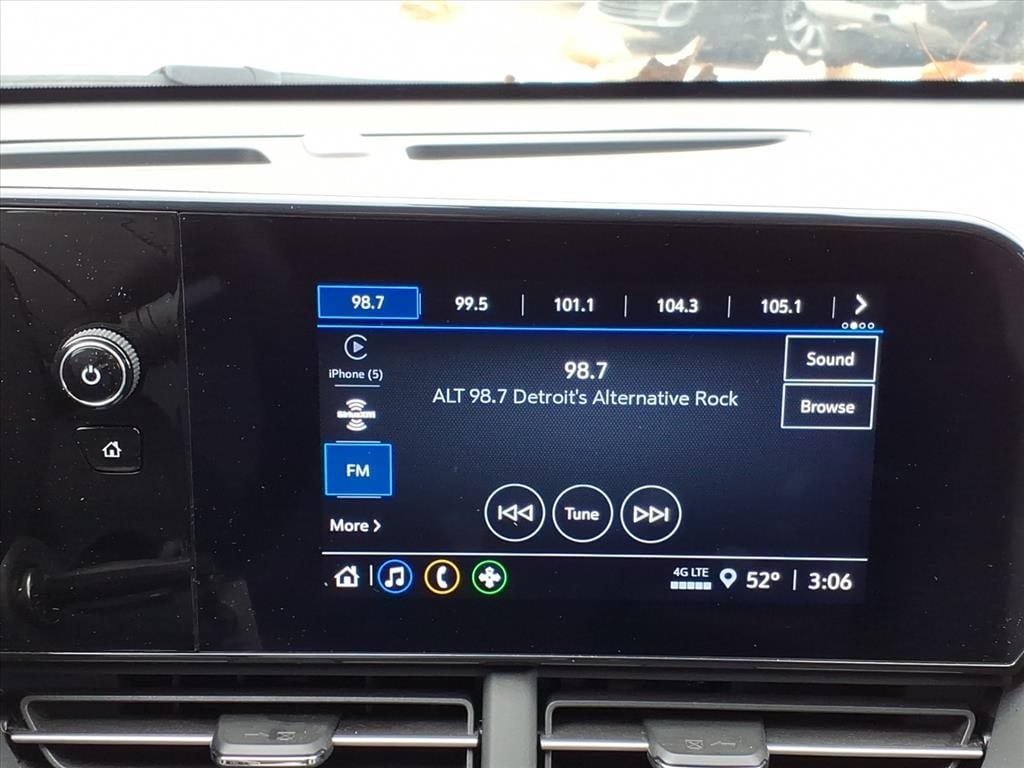 98.7 | 99.5 | 101.1 | 104.3 | 105.1
iPhone (5)
SiriusXM
FM
More
98.7
ALT 98.7 Detroit's Alternative Rock
Tune
Sound
Browse
4G LTE
52° | 3:06